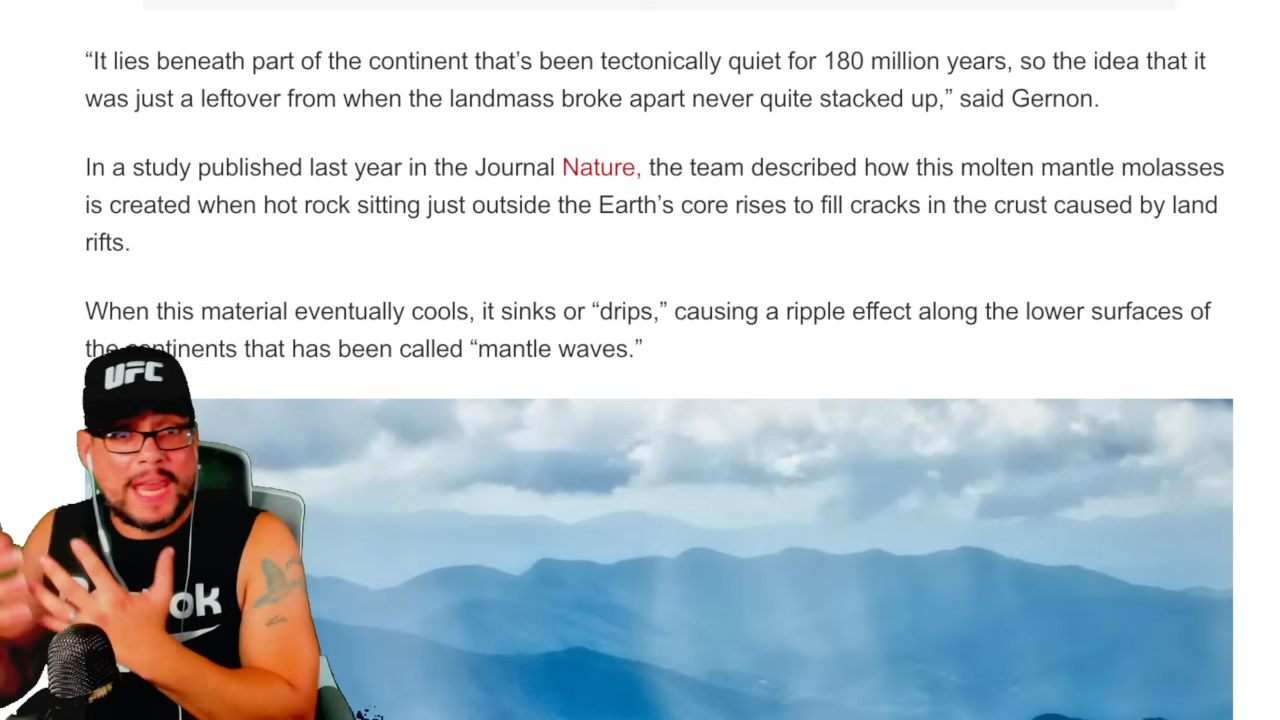 “It lies beneath part of the continent that’s been tectonically quiet for 180 million years, so the idea that it
was just a leftover from when the landmass broke apart never quite stacked up,” said Gernon.
In a study published last year in the Journal Nature, the team described how this molten mantle molasses
is created when hot rock sitting just outside the Earth’s core rises to fill cracks in the crust caused by land
rifts.
When this material eventually cools, it sinks or “drips,” causing a ripple effect along the lower surfaces of
the continents that has been called “mantle waves.”
UFC
ok